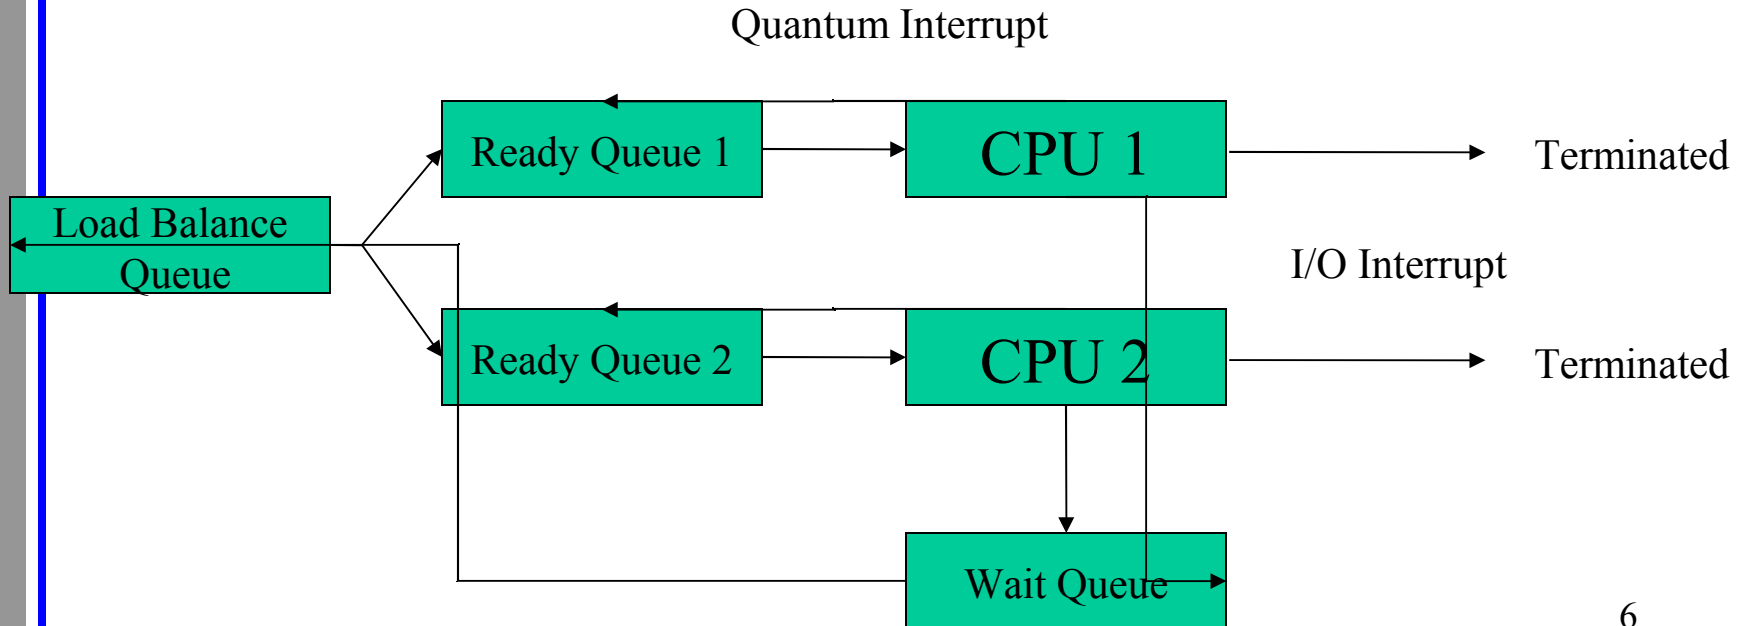 Quantum Interrupt
Ready Queue 1
CPU 1
Terminated
Load Balance
Queue
I/O Interrupt
Ready Queue 2
CPU 2
Terminated
Wait Queue
6